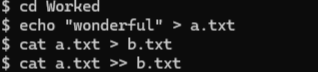 $ cd Worked
$ echo "wonderful" > a.txt
$ cat a.txt > b.txt
$ cat a.txt >> b.txt